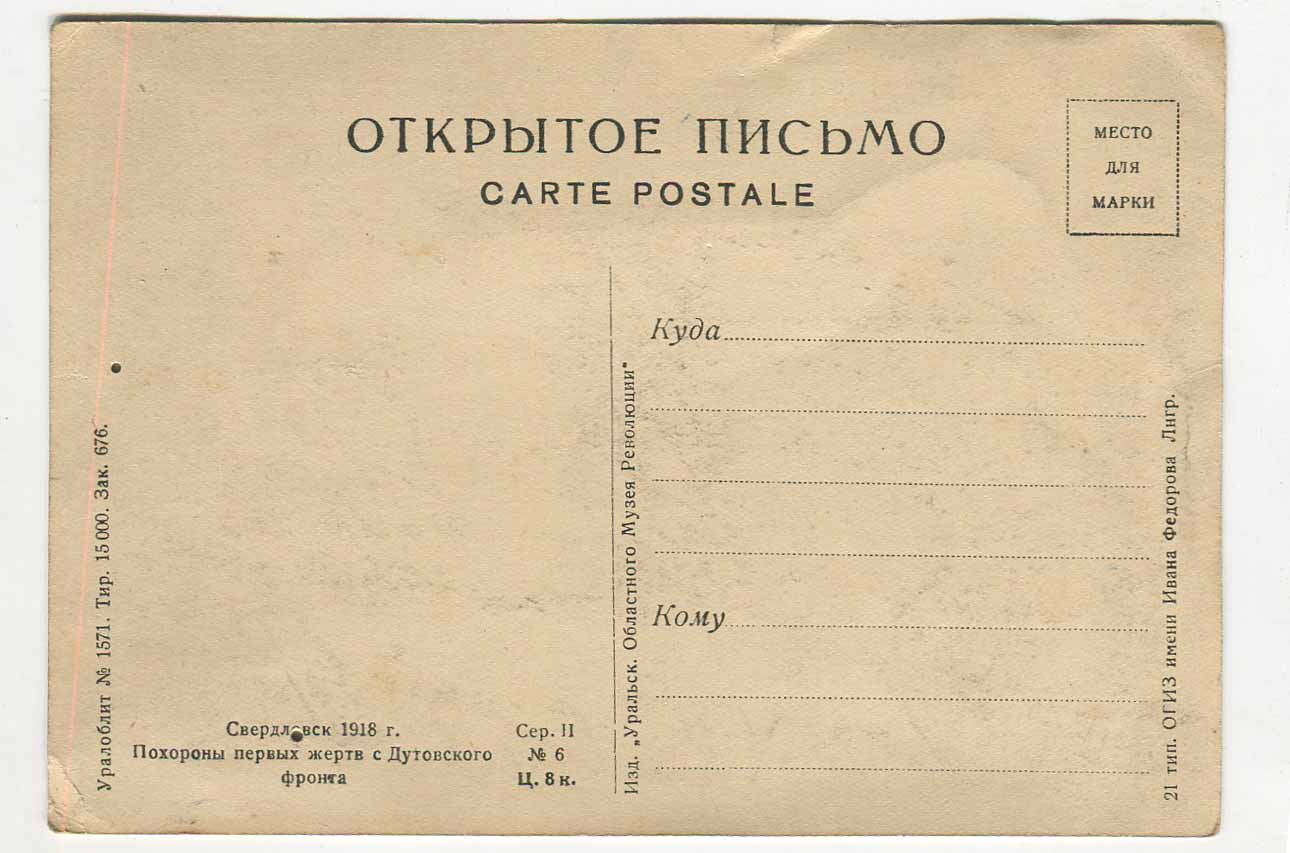 ОТКРЫТОЕ ПИСЬМО
CARTE POSTALE
МЕСТО
ДЛЯ
МАРКИ
Куда
Кому
Уралоблит № 1571. Тир. 15 000. Зак. 676.
Свердловск 1918 г.
Похороны первых жертв с Дутовского
фронта
Сер. II
№ 6
Ц. 8 к.
Изд. „Уральск. Областного Музея Революции"
21 тип. ОГИЗ имени Ивана Федорова Лнгр.